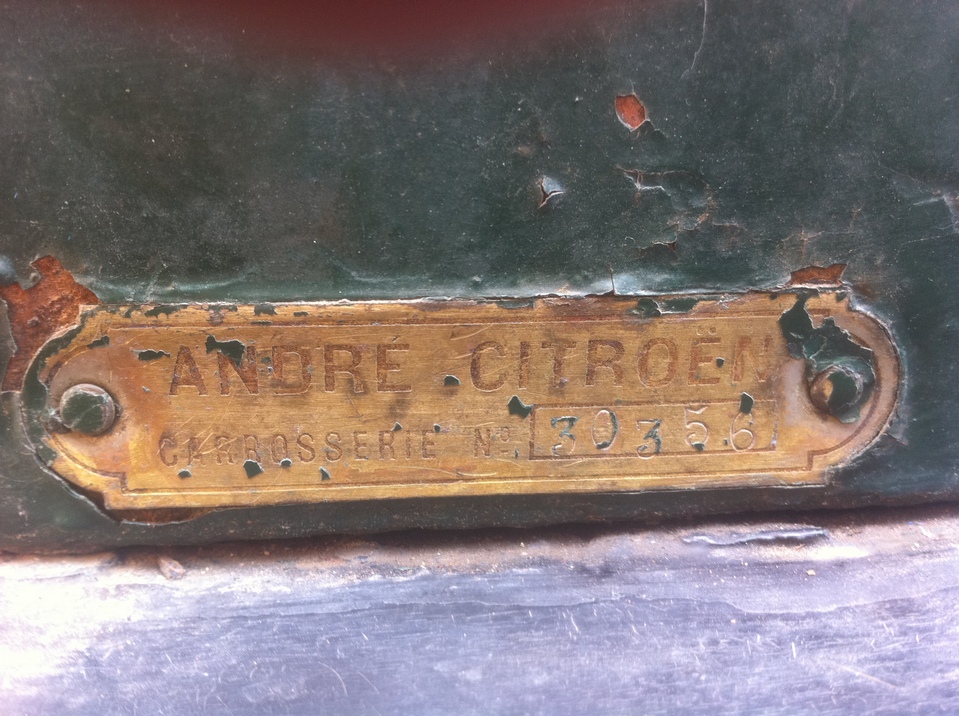 ANDRÉ CITROËN
CARROSSERIE Nº 30356